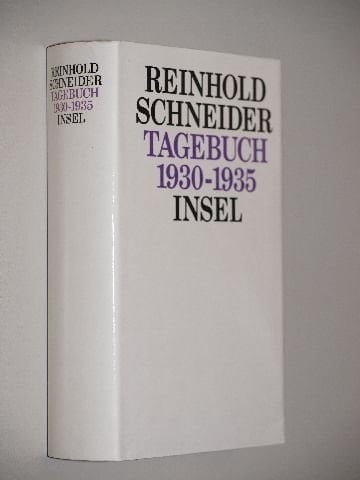 REINHOLD
SCHNEIDER
TAGEBUCH
1930-1935
INSEL
REINHOLD
SCHNEIDER
TAGEBUCH
1930-1935
INSEL